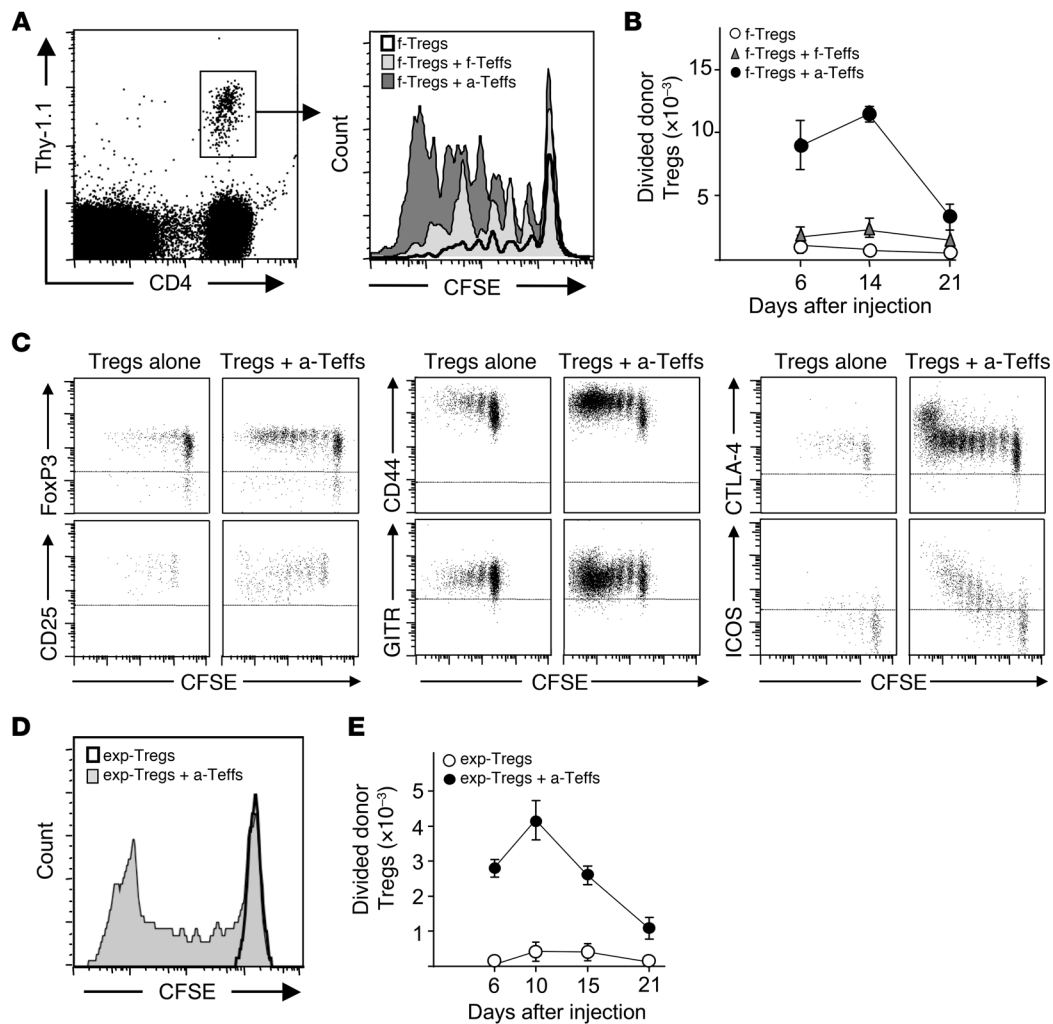 A
Thy-1.1
CD4
f-Tregs
f-Tregs + f-Teffs
f-Tregs + a-Teffs
Count
CFSE
B
f-Tregs
f-Tregs + f-Teffs
f-Tregs + a-Teffs
Divided donor
Tregs (×10⁻³)
15
10
5
6 14 21
Days after injection
C
Tregs alone Tregs + a-Teffs
FoxP3
CD25
CFSE
Tregs alone Tregs + a-Teffs
CD44
GITR
CFSE
Tregs alone Tregs + a-Teffs
CTLA-4
ICOS
CFSE
D
exp-Tregs
exp-Tregs + a-Teffs
Count
CFSE
E
exp-Tregs
exp-Tregs + a-Teffs
Divided donor
Tregs (×10⁻³)
5
4
3
2
1
6 10 15 21
Days after injection